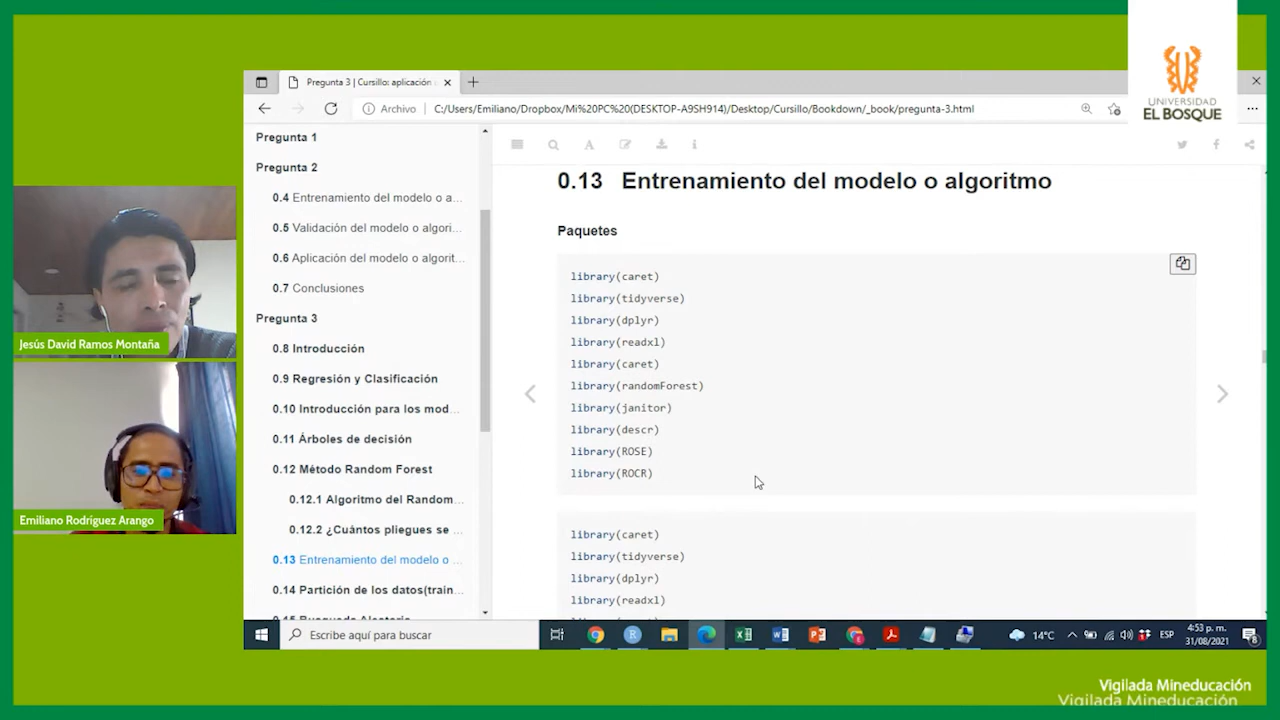 Pregunta 3 | Cursillo: aplicación
UNIVERSIDAD
EL BOSQUE
Archivo
C:/Users/Emiliano/Dropbox/Mi%20PC%20(DESKTOP-A9SH914)/Desktop/Cursillo/Bookdown/_book/pregunta-3.html
Pregunta 1
Pregunta 2
0.4 Entrenamiento del modelo o a...
0.5 Validación del modelo o algori...
0.6 Aplicación del modelo o algorit...
0.7 Conclusiones
Pregunta 3
0.8 Introducción
0.9 Regresión y Clasificación
0.10 Introducción para los mod...
0.11 Árboles de decisión
0.12 Método Random Forest
0.12.1 Algoritmo del Random...
0.12.2 ¿Cuántos pliegues se ...
0.13 Entrenamiento del modelo o ...
0.14 Partición de los datos(train...
0.15 Busqueda Aleatoria
0.13 Entrenamiento del modelo o algoritmo
Paquetes
library(caret)
library(tidyverse)
library(dplyr)
library(readxl)
library(caret)
library(randomForest)
library(janitor)
library(descr)
library(ROSE)
library(ROCR)
library(caret)
library(tidyverse)
library(dplyr)
library(readxl)
Jesús David Ramos Montaña
Emiliano Rodríguez Arango
Escribe aquí para buscar
14°C
ESP
4:53 p. m.
31/08/2021
Vigilada Mineducación
Vigilada Mineducación